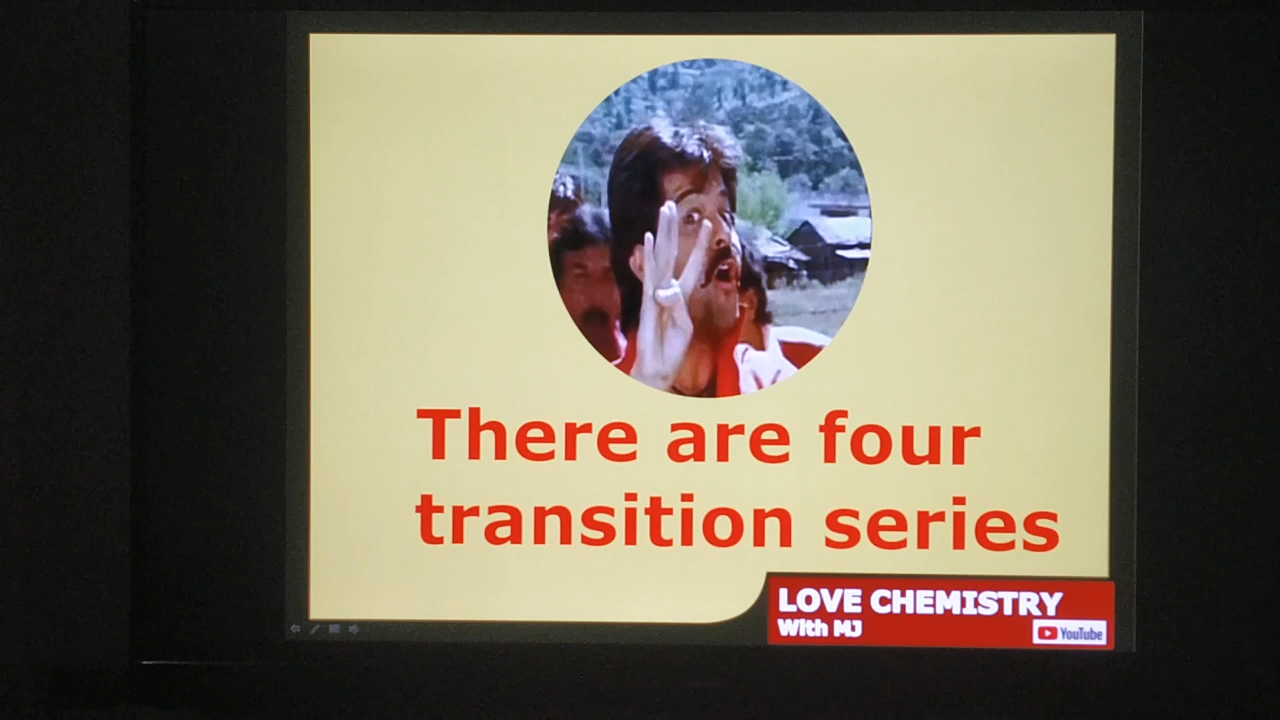 There are four
transition series
LOVE CHEMISTRY
With MJ
YouTube